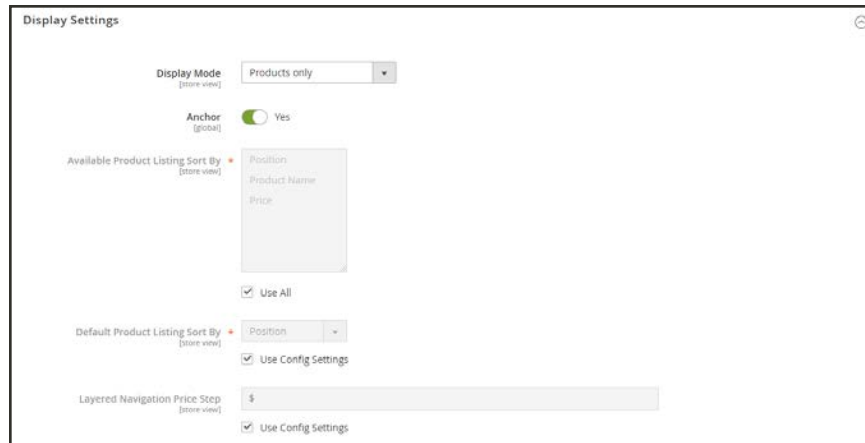 Display Settings
Display Mode
[store view]
Products only
Anchor
[global]
Yes
Available Product Listing Sort By *
[store view]
Position
Product Name
Price
Use All
Default Product Listing Sort By *
[store view]
Position
Use Config Settings
Layered Navigation Price Step
[store view]
$
Use Config Settings